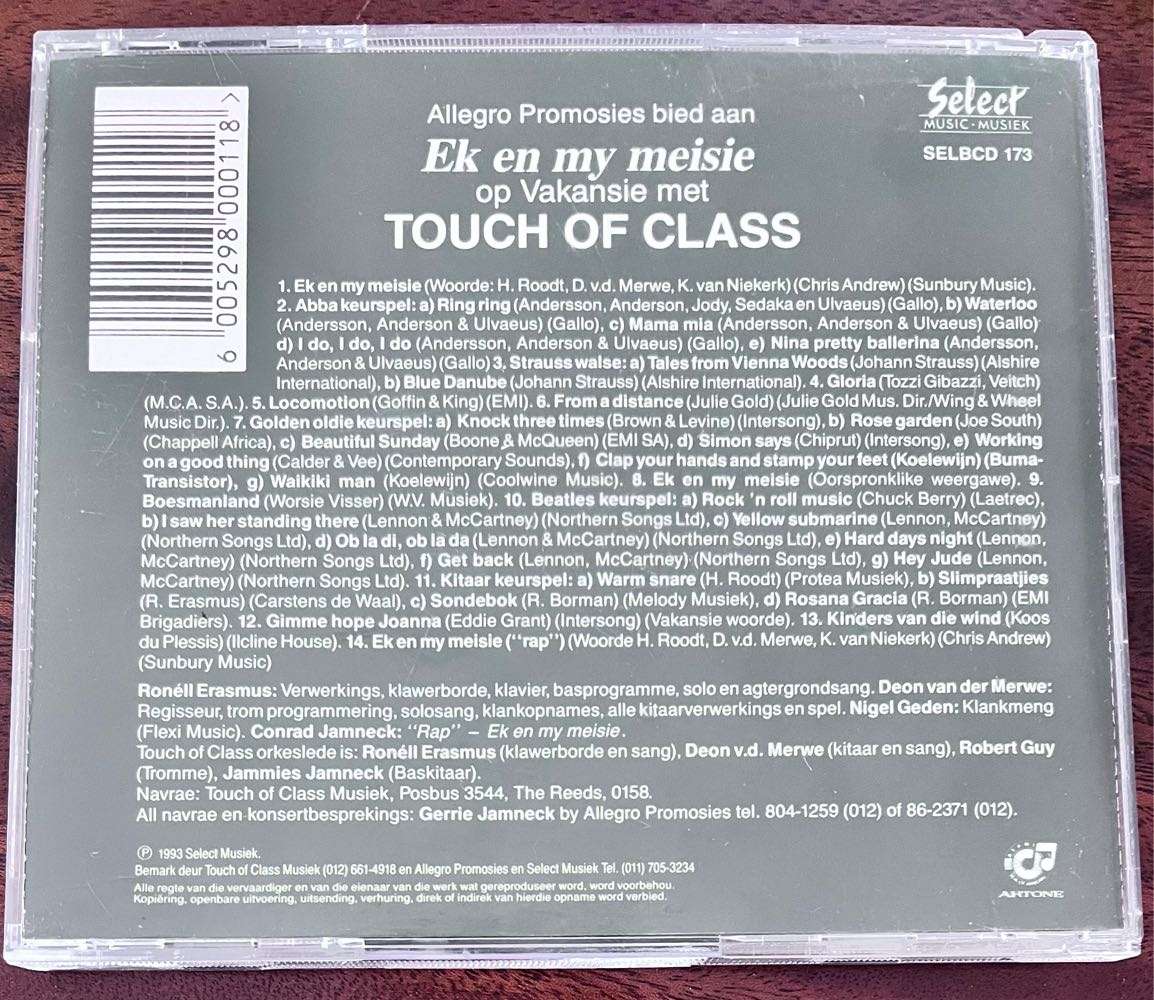 Allegro Promosies bied aan
Ek en my meisie
op Vakansie met
TOUCH OF CLASS
Select
MUSIC · MUSIEK
SELBCD 173
6 005298 000118 >
1. Ek en my meisie (Woorde: H. Roodt, D. v.d. Merwe, K. van Niekerk) (Chris Andrew) (Sunbury Music).
2. Abba keurspel: a) Ring ring (Andersson, Anderson, Jody, Sedaka en Ulvaeus) (Gallo), b) Waterloo
(Andersson, Anderson & Ulvaeus) (Gallo), c) Mama mia (Andersson, Anderson & Ulvaeus) (Gallo)
d) I do, I do, I do (Andersson, Anderson & Ulvaeus) (Gallo), e) Nina pretty ballerina (Andersson,
Anderson & Ulvaeus) (Gallo) 3. Strauss walse: a) Tales from Vienna Woods (Johann Strauss) (Alshire
International), b) Blue Danube (Johann Strauss) (Alshire International). 4. Gloria (Tozzi Gibazzi, Veitch)
(M.C.A. S.A.). 5. Locomotion (Goffin & King) (EMI). 6. From a distance (Julie Gold) (Julie Gold Mus. Dir./Wing & Wheel
Music Dir.). 7. Golden oldie keurspel: a) Knock three times (Brown & Levine) (Intersong), b) Rose garden (Joe South)
(Chappell Africa), c) Beautiful Sunday (Boone & McQueen) (EMI SA), d) Simon says (Chiprut) (Intersong), e) Working
on a good thing (Calder & Vee) (Contemporary Sounds), f) Clap your hands and stamp your feet (Koelewijn) (Buma-
Transistor), g) Waikiki man (Koelewijn) (Coolwine Music). 8. Ek en my meisie (Oorspronklike weergawe). 9.
Boesmanland (Worsie Visser) (W.V. Musiek). 10. Beatles keurspel: a) Rock 'n roll music (Chuck Berry) (Laetrec),
b) I saw her standing there (Lennon & McCartney) (Northern Songs Ltd), c) Yellow submarine (Lennon, McCartney)
(Northern Songs Ltd), d) Ob la di, ob la da (Lennon & McCartney) (Northern Songs Ltd), e) Hard days night (Lennon,
McCartney) (Northern Songs Ltd), f) Get back (Lennon, McCartney) (Northern Songs Ltd), g) Hey Jude (Lennon,
McCartney) (Northern Songs Ltd). 11. Kitaar keurspel: a) Warm snare (H. Roodt) (Protea Musiek), b) Slimpraatjies
(R. Erasmus) (Carstens de Waal), c) Sondebok (R. Borman) (Melody Musiek), d) Rosana Gracia (R. Borman) (EMI
Brigadiers). 12. Gimme hope Joanna (Eddie Grant) (Intersong) (Vakansie woorde). 13. Kinders van die wind (Koos
du Plessis) (Ilcline House). 14. Ek en my meisie ("rap") (Woorde H. Roodt, D. v.d. Merwe, K. van Niekerk) (Chris Andrew)
(Sunbury Music)
Ronéll Erasmus: Verwerkings, klawerborde, klavier, basprogramme, solo en agtergrondsang. Deon van der Merwe:
Regisseur, trom programmering, solosang, klankopnames, alle kitaarverwerkings en spel. Nigel Geden: Klankmeng
(Flexi Music). Conrad Jamneck: "Rap" – Ek en my meisie.
Touch of Class orkeslede is: Ronéll Erasmus (klawerborde en sang), Deon v.d. Merwe (kitaar en sang), Robert Guy
(Tromme), Jammies Jamneck (Baskitaar).
Navrae: Touch of Class Musiek, Posbus 3544, The Reeds, 0158.
All navrae en konsertbesprekings: Gerrie Jamneck by Allegro Promosies tel. 804-1259 (012) of 86-2371 (012).
Ⓟ 1993 Select Musiek.
Bemark deur Touch of Class Musiek (012) 661-4918 en Allegro Promosies en Select Musiek Tel. (011) 705-3234
Alle regte van die vervaardiger en van die eienaar van die werk wat gereproduseer word, word voorbehou.
Kopiëring, openbare uitvoering, uitsending, verhuring, direk of indirek van hierdie opname word verbied.
ARTONE